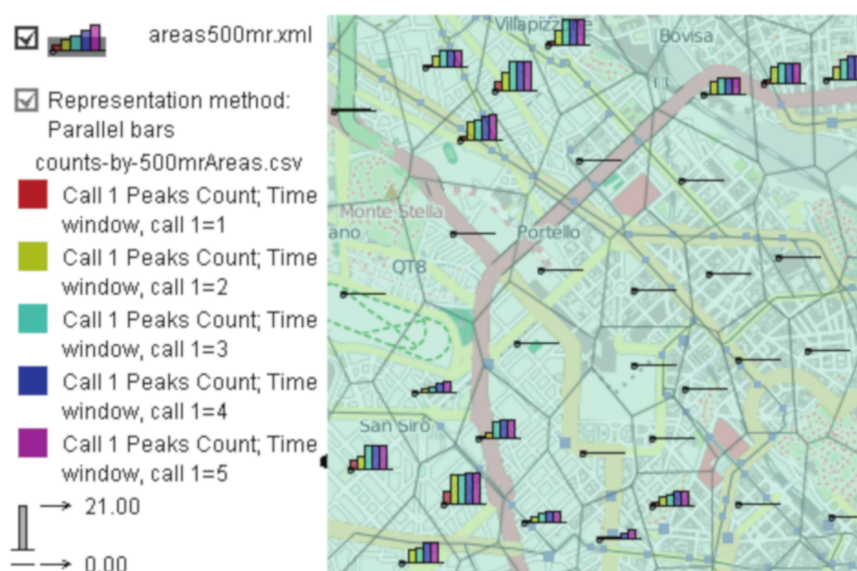 areas500mr.xml
Representation method:
Parallel bars
counts-by-500mrAreas.csv
Call 1 Peaks Count; Time
window, call 1=1
Call 1 Peaks Count; Time
window, call 1=2
Call 1 Peaks Count; Time
window, call 1=3
Call 1 Peaks Count; Time
window, call 1=4
Call 1 Peaks Count; Time
window, call 1=5
21.00
0.00
Bovisa
Monte Stella
ano
Portello
QT8
San Siro